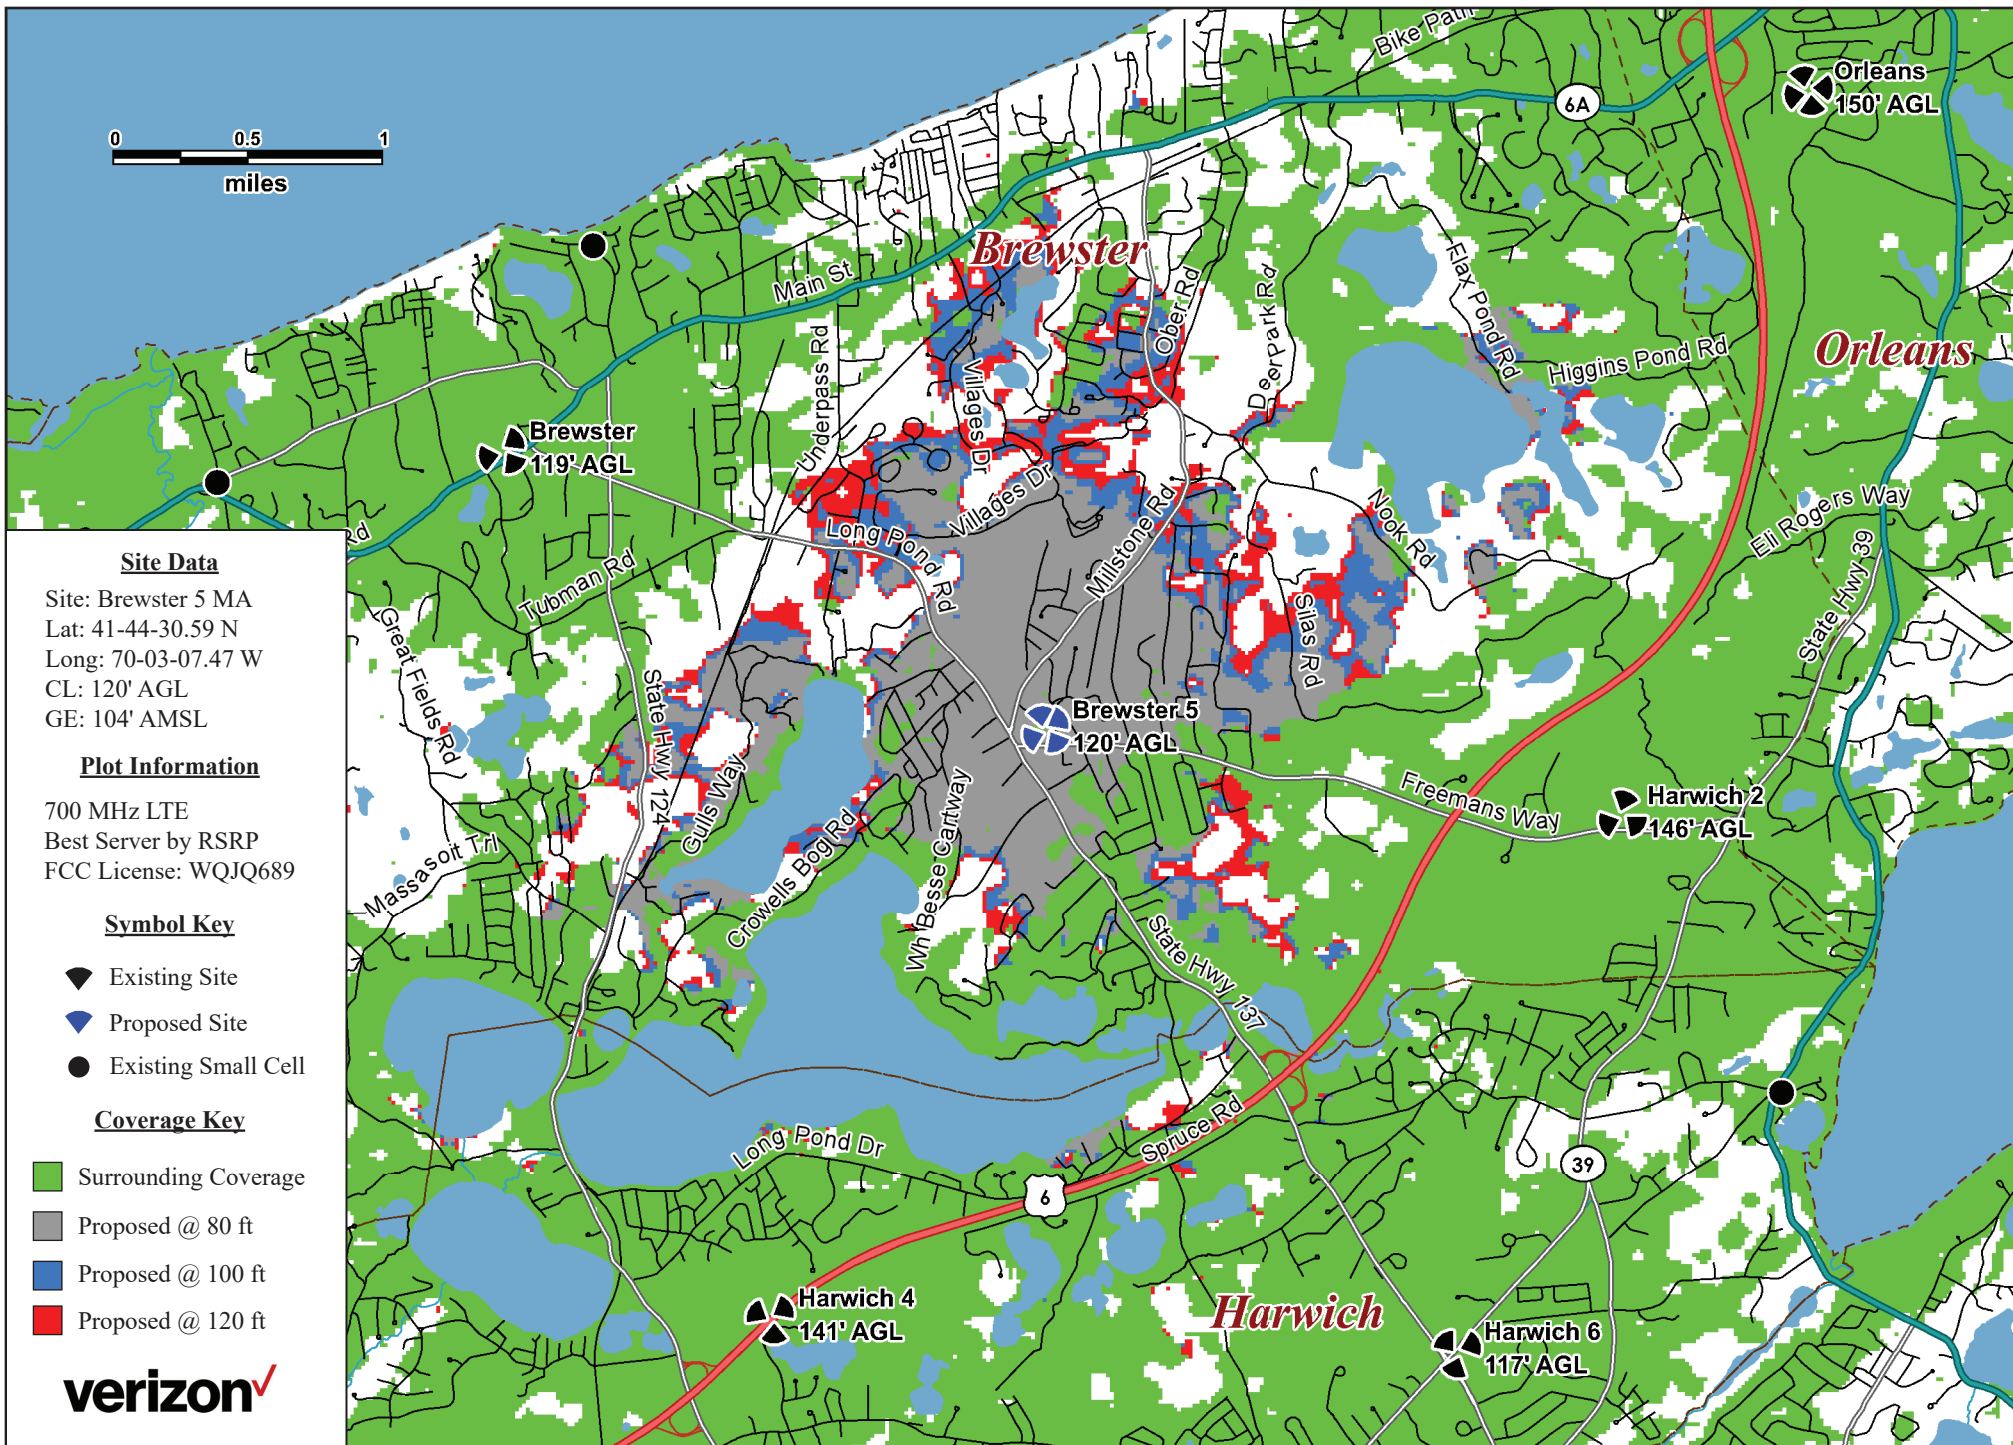 0 0.5 1
miles
Bike Path
6A
Orleans
150' AGL
Brewster
Main St
Underpass Rd
Villages Dr
Ober Rd
Deer Park Rd
Flax Pond Rd
Higgins Pond Rd
Orleans
Brewster
119' AGL
Villages Dr
Long Pond Rd
Millstone Rd
Nook Rd
Silas Rd
Eli Rogers Way
State Hwy 39
Rd
Tubman Rd
Great Fields Rd
State Hwy 124
Gulls Way
Massasoit Trl
Crowells Bog Rd
Wh Besse Cartway
Brewster 5
120' AGL
Freemans Way
Harwich 2
146' AGL
State Hwy 137
Long Pond Dr
Spruce Rd
6
39
Harwich 4
141' AGL
Harwich
Harwich 6
117' AGL
Site Data
Site: Brewster 5 MA
Lat: 41-44-30.59 N
Long: 70-03-07.47 W
CL: 120' AGL
GE: 104' AMSL
Plot Information
700 MHz LTE
Best Server by RSRP
FCC License: WQJQ689
Symbol Key
Existing Site
Proposed Site
Existing Small Cell
Coverage Key
Surrounding Coverage
Proposed @ 80 ft
Proposed @ 100 ft
Proposed @ 120 ft
verizon